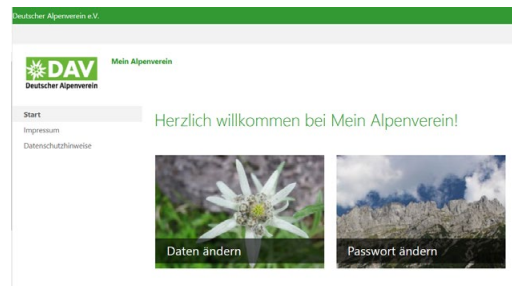 Deutscher Alpenverein e.V.
DAV
Deutscher Alpenverein
Mein Alpenverein
Start
Impressum
Datenschutzhinweise
Herzlich willkommen bei Mein Alpenverein!
Daten ändern
Passwort ändern